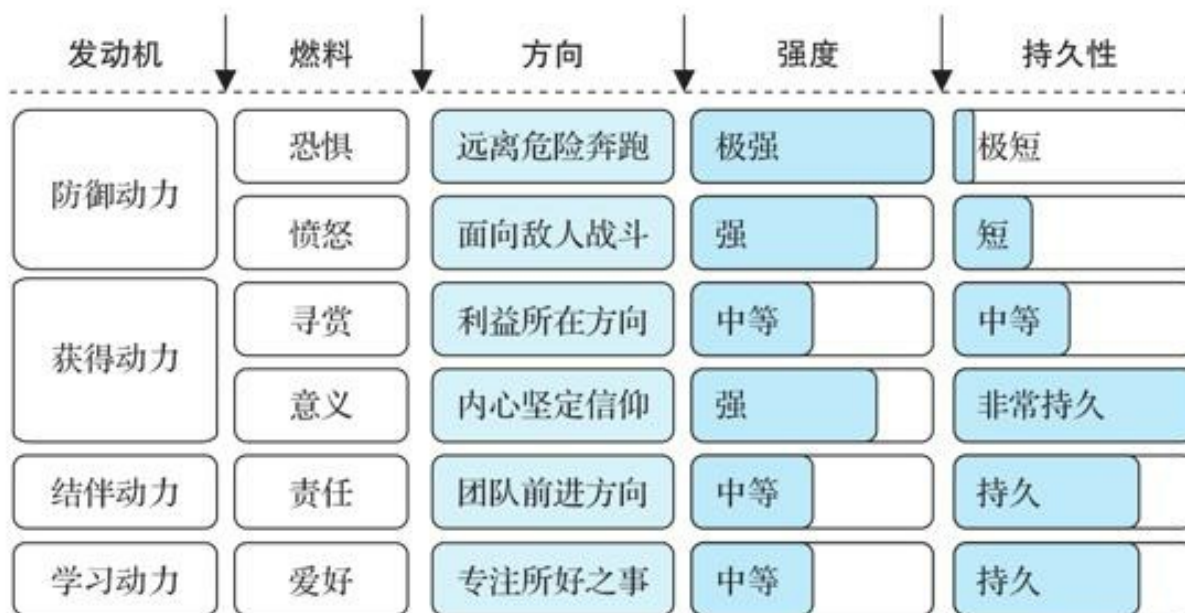 发动机 燃料 方向 强度 持久性
防御动力 恐惧 远离危险奔跑 极强 极短
愤怒 面向敌人战斗 强 短
获得动力 寻赏 利益所在方向 中等 中等
意义 内心坚定信仰 强 非常持久
结伴动力 责任 团队前进方向 中等 持久
学习动力 爱好 专注所好之事 中等 持久